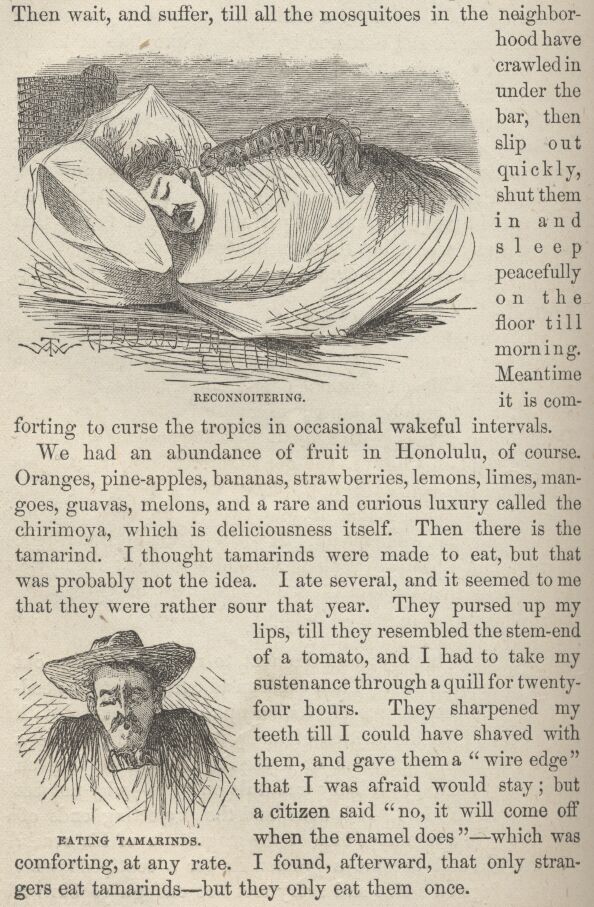 Then wait, and suffer, till all the mosquitoes in the neighbor-
hood have
crawled in
under the
bar, then
slip out
quickly,
shut them
in and
sleep
peacefully
on the
floor till
morning.
Meantime
it is com-
RECONNOITERING.
forting to curse the tropics in occasional wakeful intervals.
We had an abundance of fruit in Honolulu, of course.
Oranges, pine-apples, bananas, strawberries, lemons, limes, man-
goes, guavas, melons, and a rare and curious luxury called the
chirimoya, which is deliciousness itself. Then there is the
tamarind. I thought tamarinds were made to eat, but that
was probably not the idea. I ate several, and it seemed to me
that they were rather sour that year. They pursed up my
lips, till they resembled the stem-end
of a tomato, and I had to take my
sustenance through a quill for twenty-
four hours. They sharpened my
teeth till I could have shaved with
them, and gave them a “wire edge”
that I was afraid would stay; but
a citizen said “no, it will come off
when the enamel does”—which was
EATING TAMARINDS.
comforting, at any rate. I found, afterward, that only stran-
gers eat tamarinds—but they only eat them once.